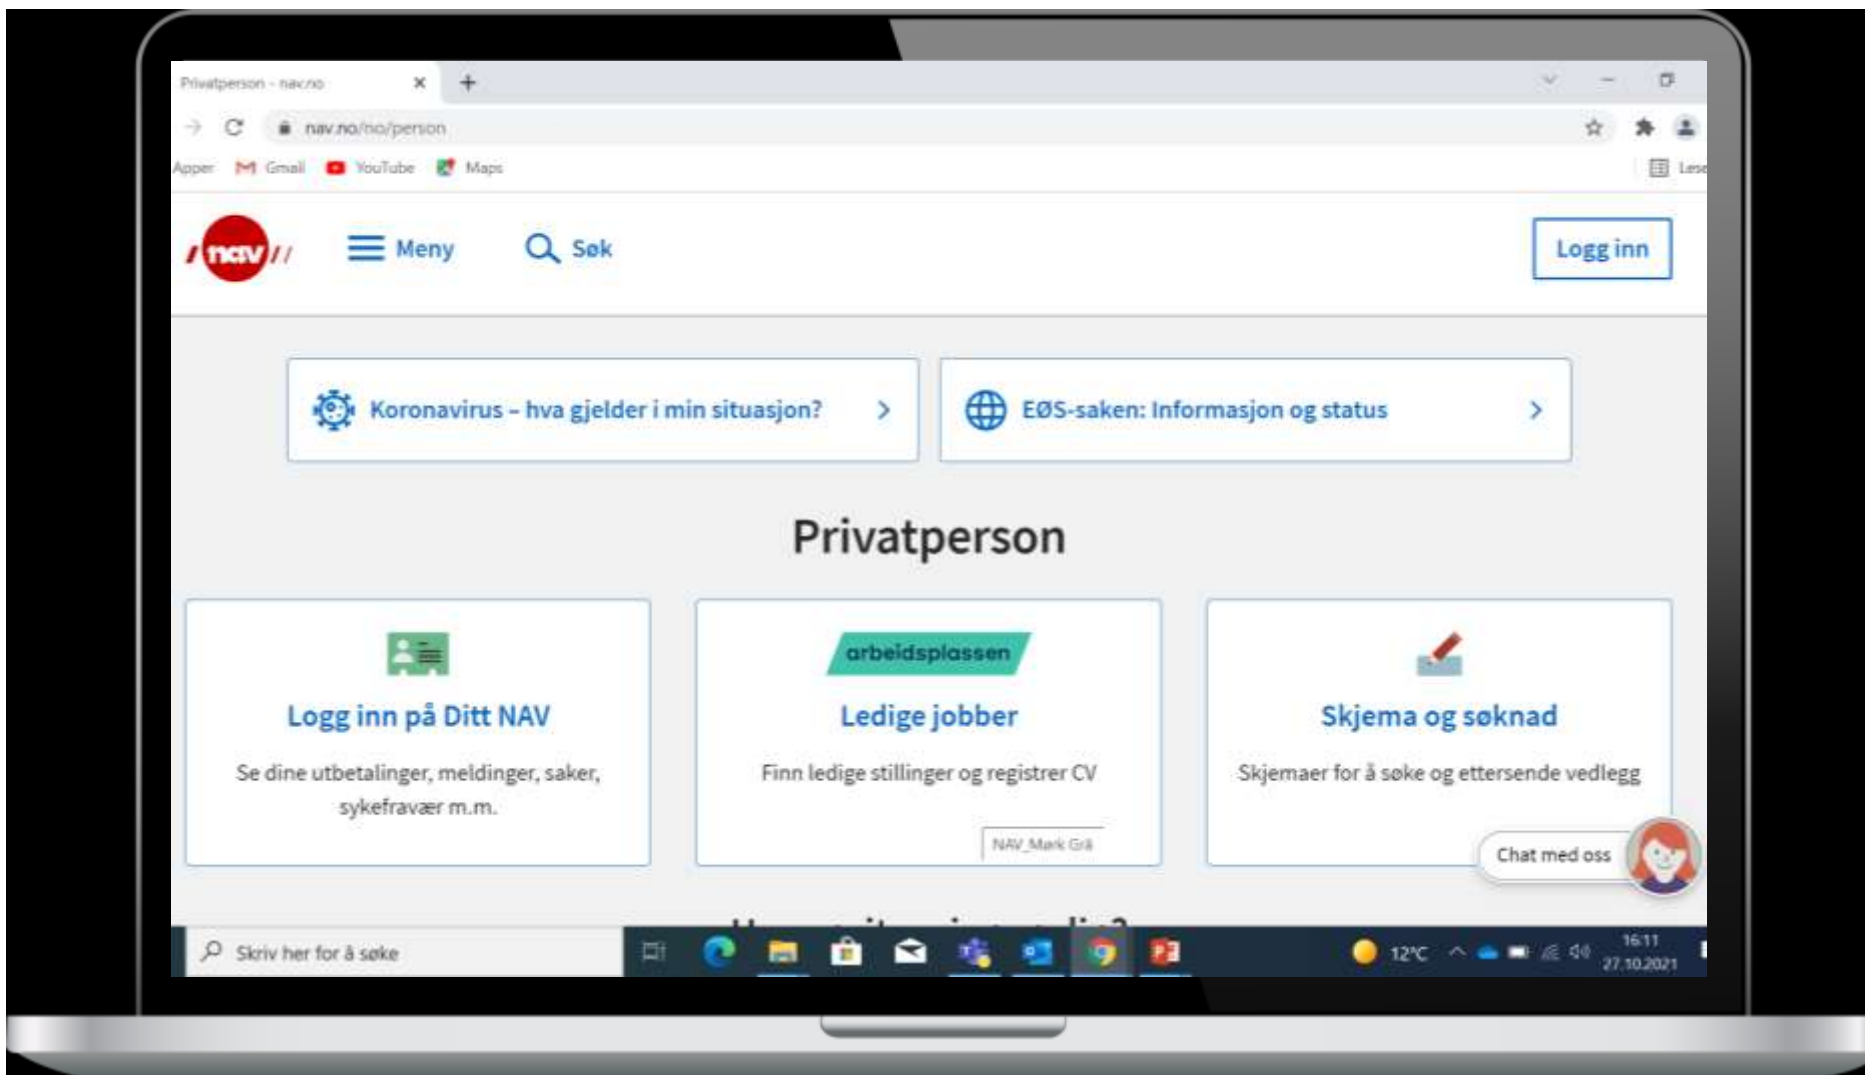 Privatperson - nav.no
nav.no/no/person
Apper Gmail YouTube Maps
nav Meny Søk Logg inn
Koronavirus – hva gjelder i min situasjon?
EØS-saken: Informasjon og status
Privatperson
arbeidsplassen
Logg inn på Ditt NAV
Ledige jobber
Skjema og søknad
Se dine utbetalinger, meldinger, saker,
sykefravær m.m.
Finn ledige stillinger og registrer CV
Skjemaer for å søke og ettersende vedlegg
NAV_Mørk Grå
Chat med oss
Skriv her for å søke
12°C
16:11
27.10.2021